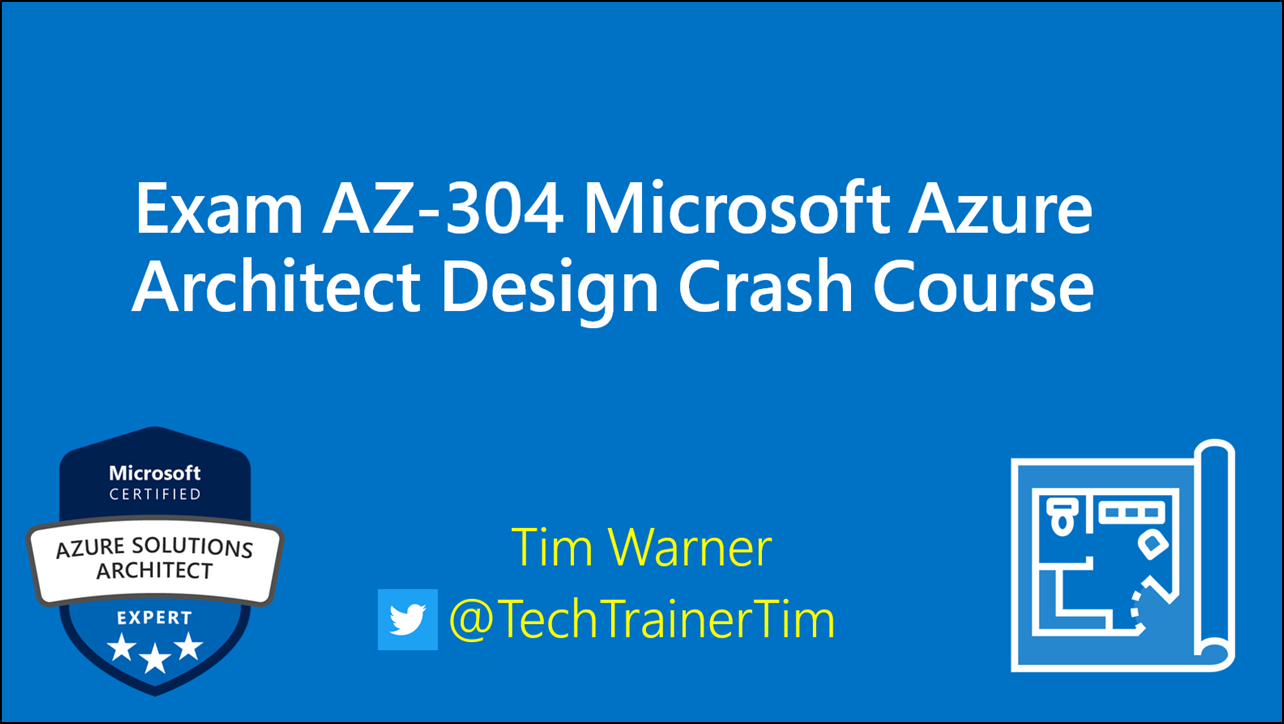 Exam AZ-304 Microsoft Azure
Architect Design Crash Course
Microsoft
CERTIFIED
AZURE SOLUTIONS
ARCHITECT
EXPERT
Tim Warner
@TechTrainerTim